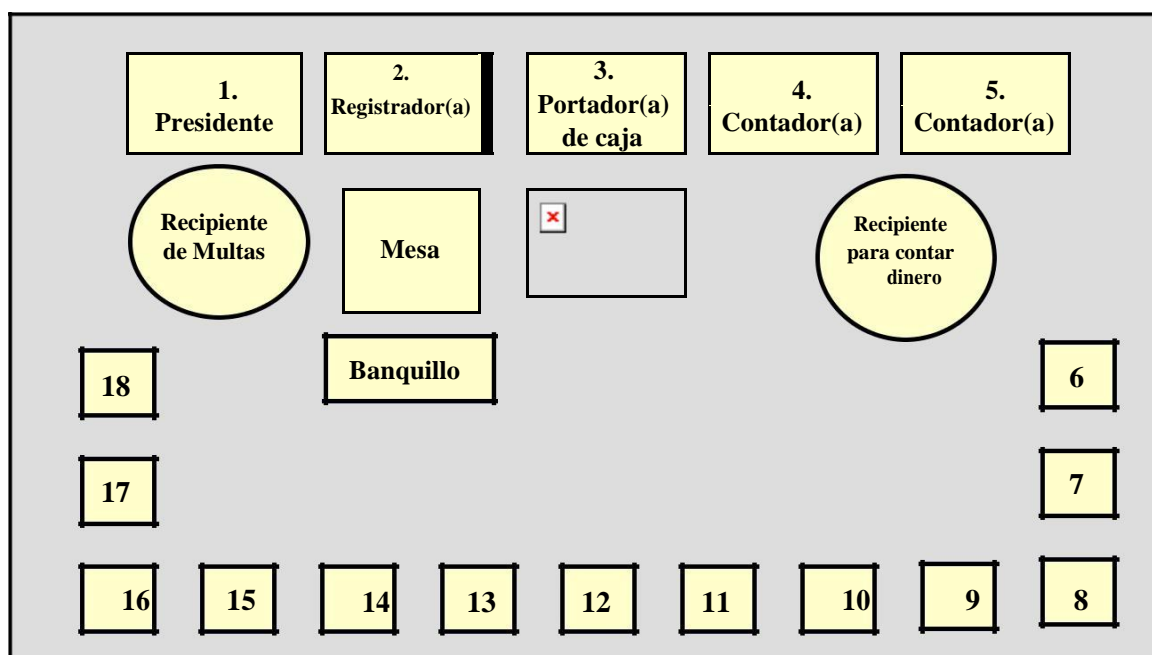 1.
Presidente
2.
Registrador(a)
3.
Portador(a)
de caja
4.
Contador(a)
5.
Contador(a)
Recipiente
de Multas
Mesa
Recipiente
para contar
dinero
Banquillo
18
6
17
7
16
15
14
13
12
11
10
9
8